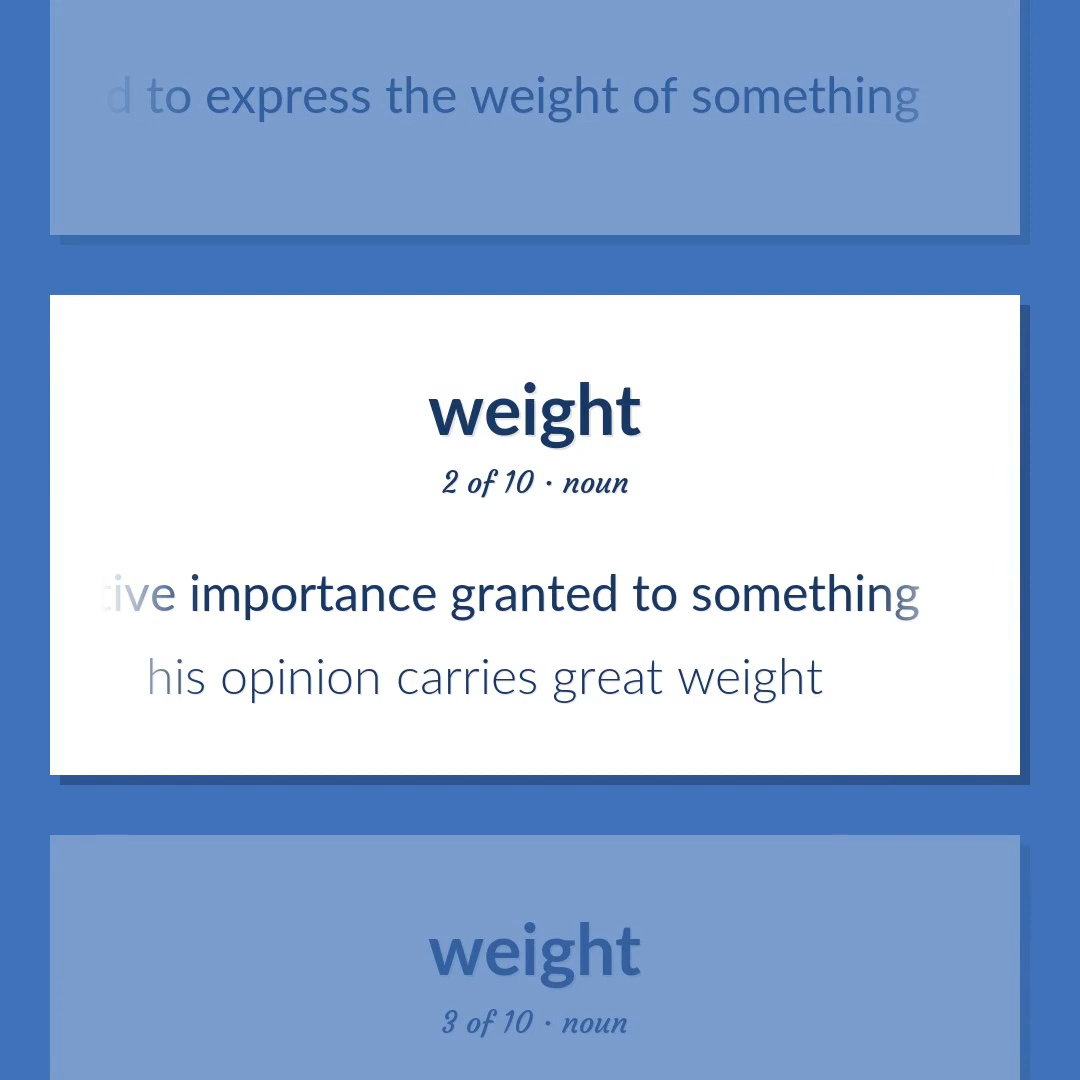 to express the weight of something
weight
2 of 10 · noun
importance granted to something
his opinion carries great weight
weight
3 of 10 · noun